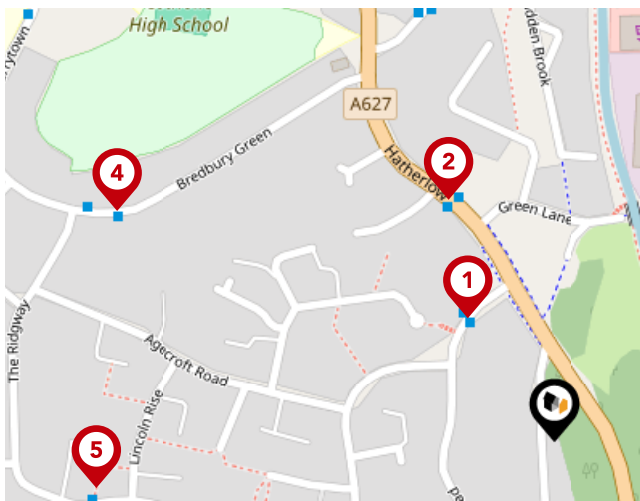 High School
A627
Bredbury Green
Hatherlow
4
2
Green Lane
1
The Ridgway
Agecroft Road
Lincoln Rise
5